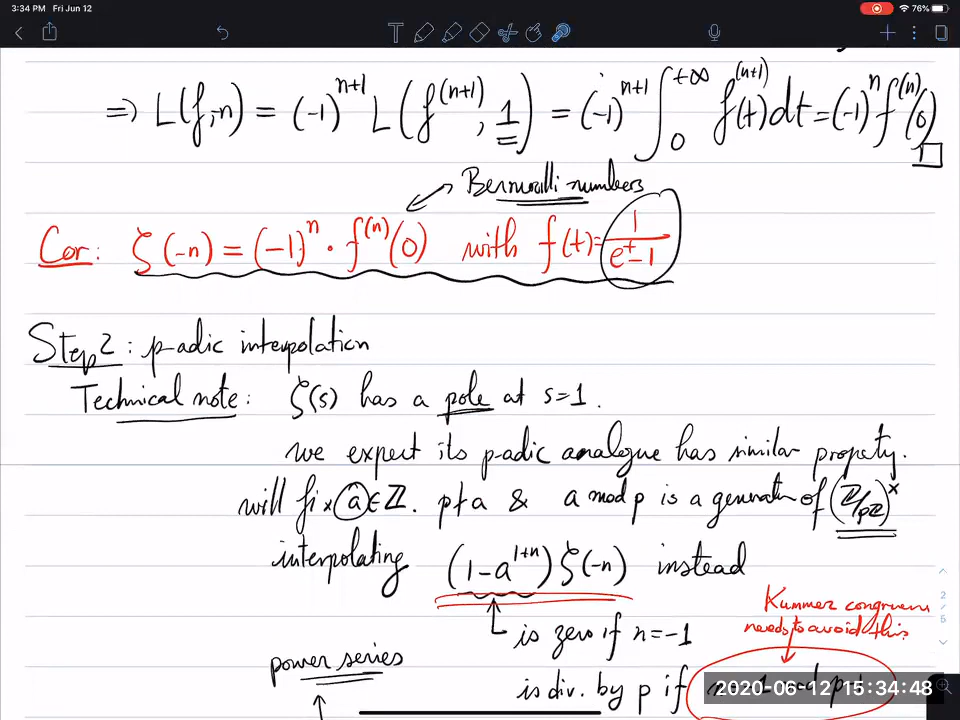 3:34 PM Fri Jun 12
76%
⇒ L(f,-n) = (-1)^{n+1} L(f^{(n+1)}, 1) = (-1)^{n+1} ∫_0^{+∞} f^{(n+1)}(t) dt = (-1)^n f^{(n)}(0)
Bernoulli numbers
Cor: ζ(-n) = (-1)^n · f^{(n)}(0) with f(t) = 1/(e^t - 1)
Step 2: p-adic interpolation
Technical note: ζ(s) has a pole at s=1.
we expect its p-adic analogue has similar property.
will fix a ∈ ℤ. p∤a & a mod p is a generator of (ℤ/pℤ)^×
interpolating (1-a^{1+n}) ζ(-n) instead
Kummer congruence
needs to avoid this
is zero if n=-1
power series
is div. by p if
2020-06-12 15:34:48
2/5